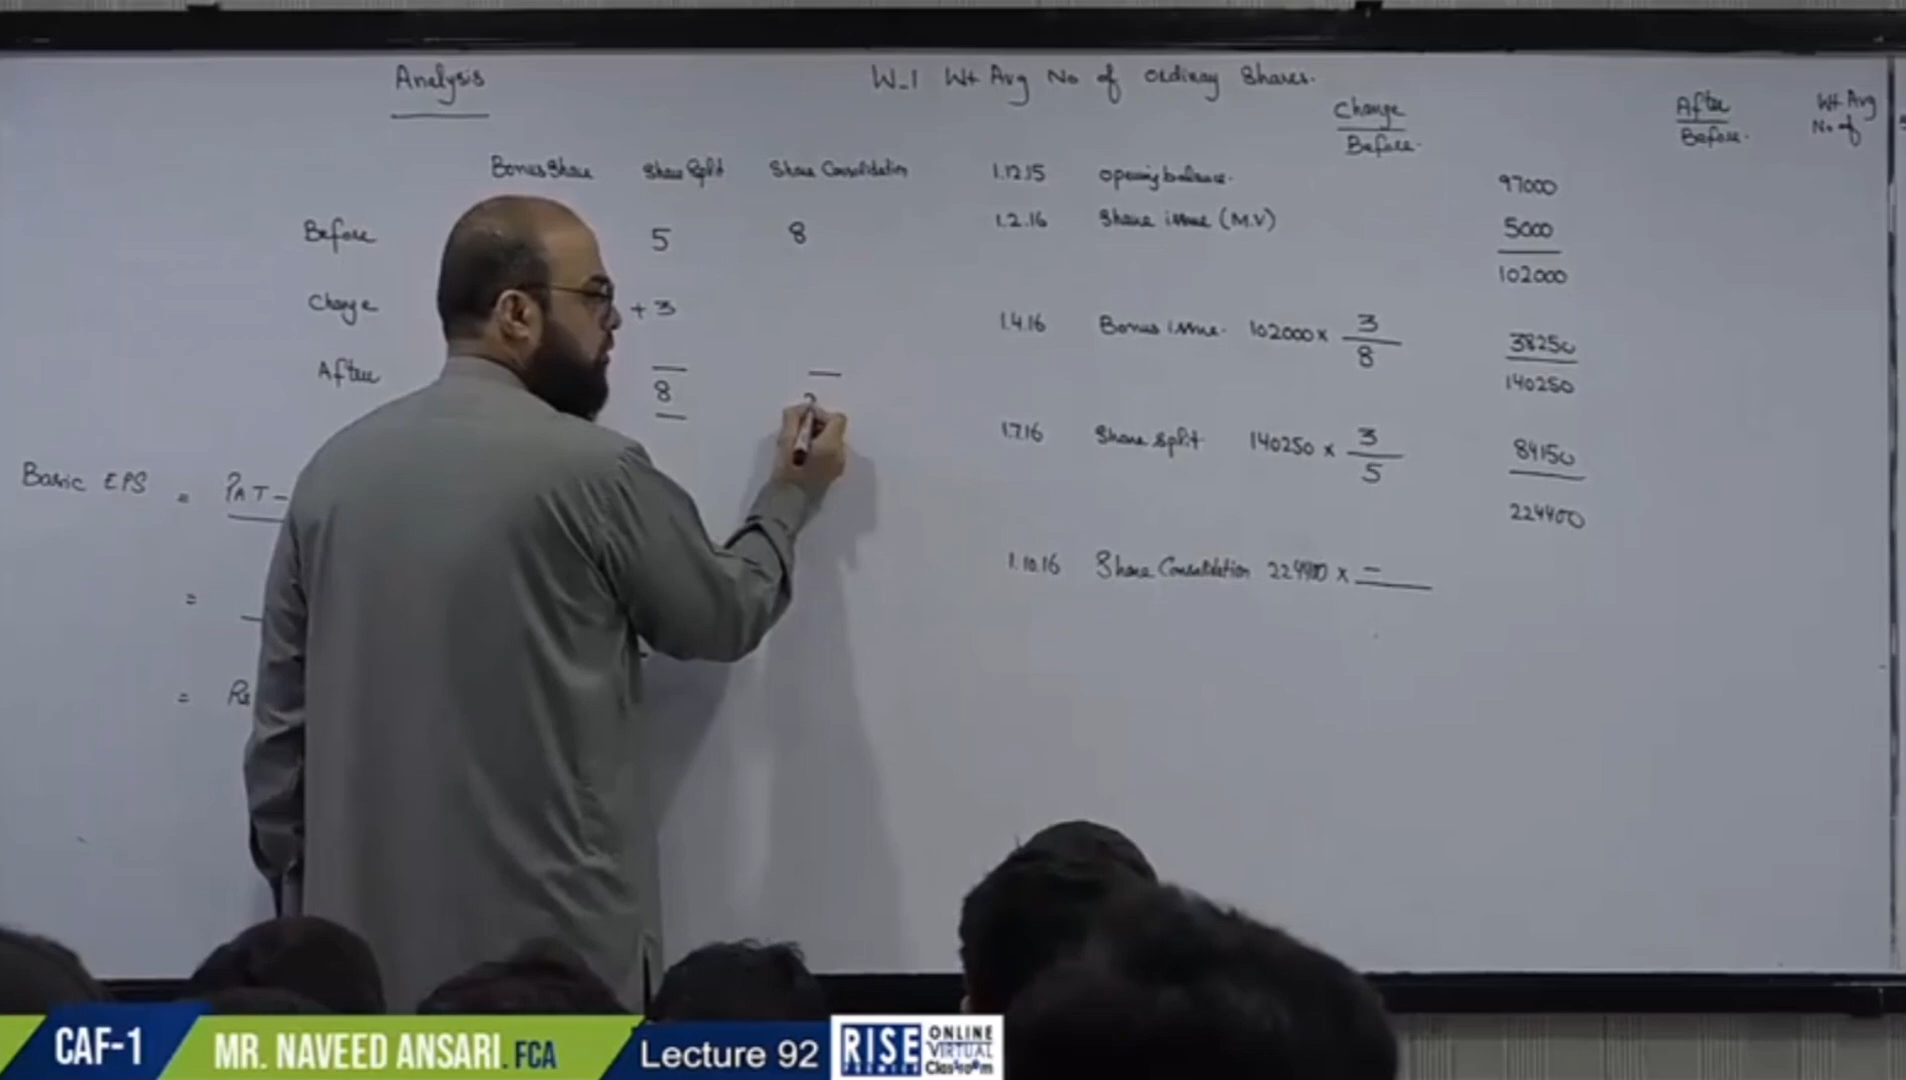 Analysis
W-1 Wt Avg No of ordinary shares.
Change
Before.
After
Before.
Wt Avg
No of
Bonus Share Share Split Share Consolidation
Before 5 8
Change + 3
After 8
Basic EPS = PAT -
=
= Rs
1.12.15 opening balance. 97000
1.2.16 Share issue (M.V) 5000
102000
1.4.16 Bonus issue. 102000 × 3/8 38250
140250
1.7.16 Share split 140250 × 3/5 84150
224400
1.10.16 Share Consolidation 224400 × -
CAF-1
MR. NAVEED ANSARI. FCA
Lecture 92
RISE
PREMIER
ONLINE
VIRTUAL
Classroom